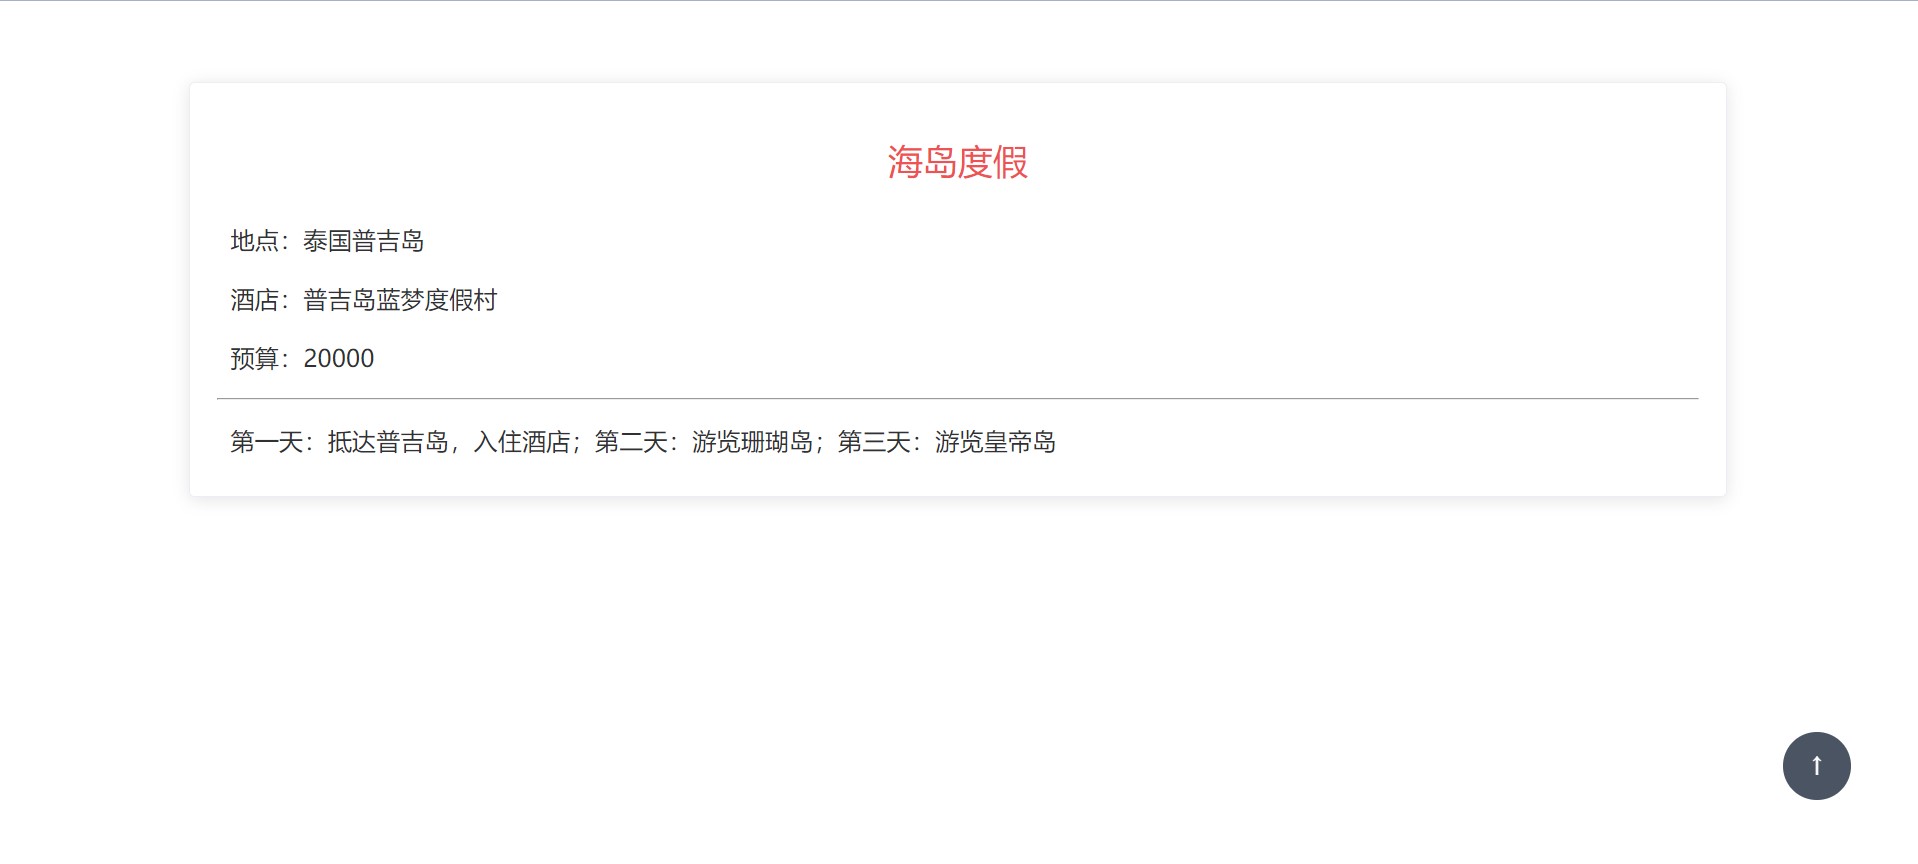 海岛度假
地点：泰国普吉岛
酒店：普吉岛蓝梦度假村
预算：20000
第一天：抵达普吉岛，入住酒店；第二天：游览珊瑚岛；第三天：游览皇帝岛
↑